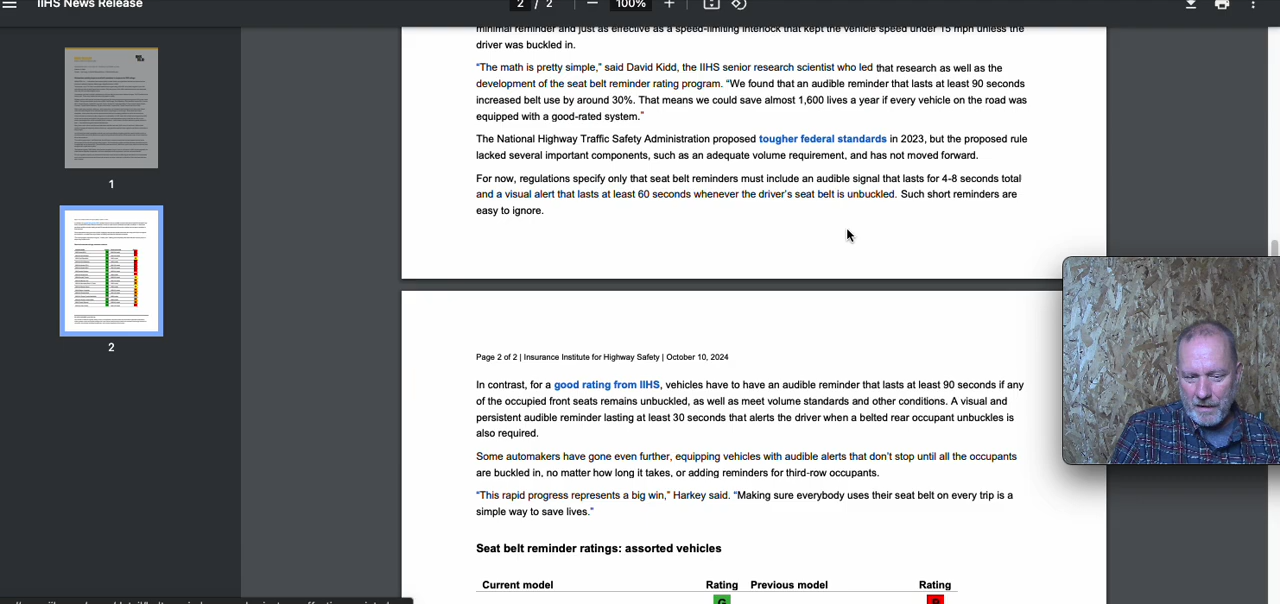 IIHS News Release
2 / 2
100%
1
2
minimal reminder and just as effective as a speed-limiting interlock that kept the vehicle speed under 15 mph unless the
driver was buckled in.
“The math is pretty simple,” said David Kidd, the IIHS senior research scientist who led that research as well as the
development of the seat belt reminder rating program. “We found that an audible reminder that lasts at least 90 seconds
increased belt use by around 30%. That means we could save almost 1,600 lives a year if every vehicle on the road was
equipped with a good-rated system.”
The National Highway Traffic Safety Administration proposed tougher federal standards in 2023, but the proposed rule
lacked several important components, such as an adequate volume requirement, and has not moved forward.
For now, regulations specify only that seat belt reminders must include an audible signal that lasts for 4-8 seconds total
and a visual alert that lasts at least 60 seconds whenever the driver’s seat belt is unbuckled. Such short reminders are
easy to ignore.
Page 2 of 2 | Insurance Institute for Highway Safety | October 10, 2024
In contrast, for a good rating from IIHS, vehicles have to have an audible reminder that lasts at least 90 seconds if any
of the occupied front seats remains unbuckled, as well as meet volume standards and other conditions. A visual and
persistent audible reminder lasting at least 30 seconds that alerts the driver when a belted rear occupant unbuckles is
also required.
Some automakers have gone even further, equipping vehicles with audible alerts that don’t stop until all the occupants
are buckled in, no matter how long it takes, or adding reminders for third-row occupants.
“This rapid progress represents a big win,” Harkey said. “Making sure everybody uses their seat belt on every trip is a
simple way to save lives.”
Seat belt reminder ratings: assorted vehicles
Current model Rating Previous model Rating
G